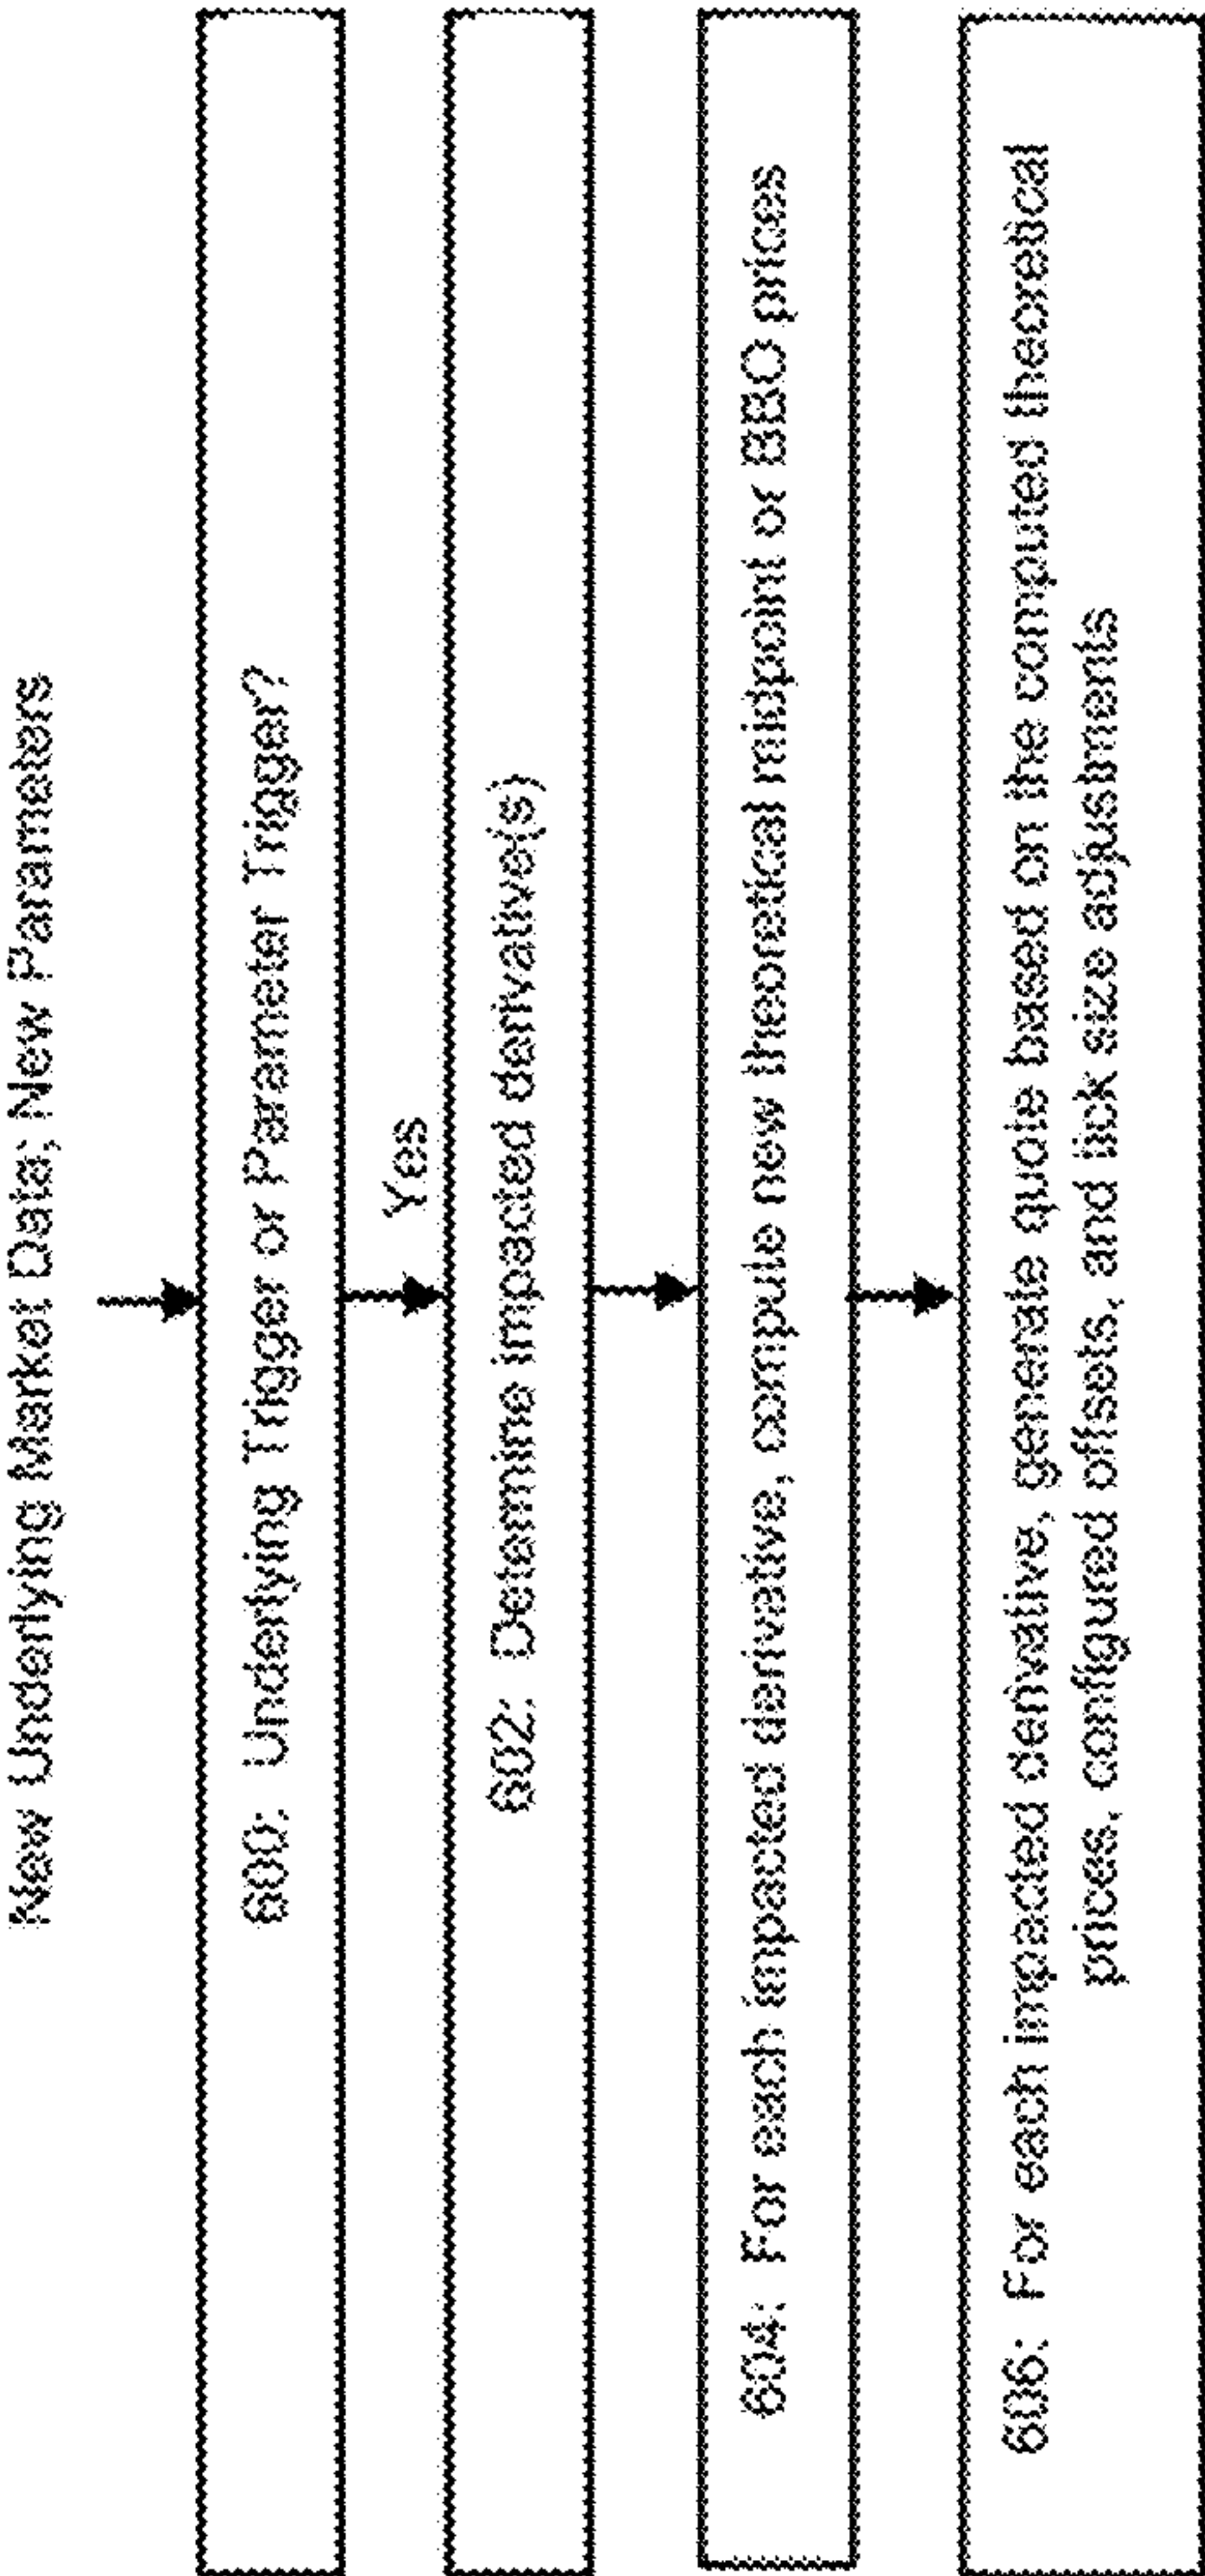 New Underlying Market Data; New Parameters
600: Underlying Trigger or Parameter Trigger?
Yes
602: Determine impacted derivative(s)
604: For each impacted derivative, compute new theoretical midpoint or BBO prices
606: For each impacted derivative, generate quote based on the computed theoretical
prices, configured offsets, and tick size adjustments